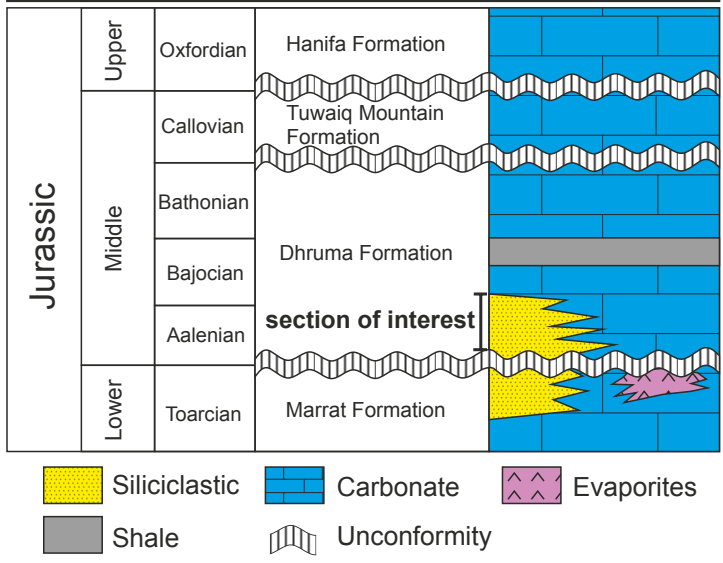 Jurassic
Upper
Oxfordian
Hanifa Formation
Middle
Callovian
Tuwaiq Mountain
Formation
Bathonian
Dhruma Formation
Bajocian
section of interest
Aalenian
Lower
Toarcian
Marrat Formation
Siliciclastic
Carbonate
Evaporites
Shale
Unconformity